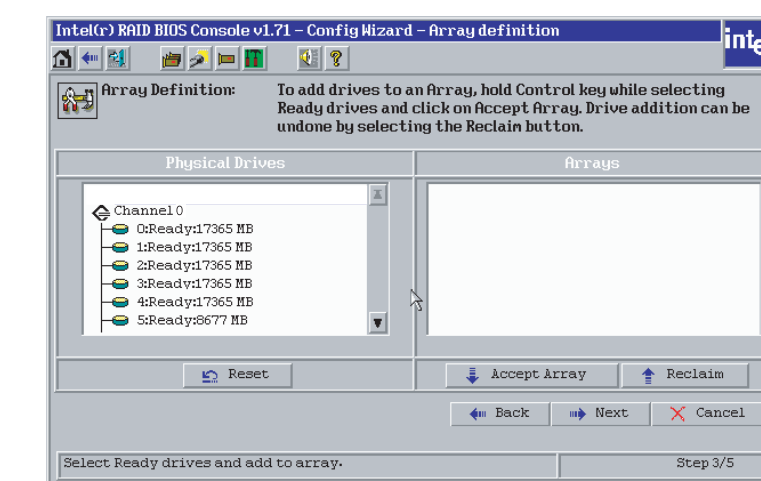 Intel(r) RAID BIOS Console v1.71 – Config Wizard – Array definition
inte
Array Definition:
To add drives to an Array, hold Control key while selecting
Ready drives and click on Accept Array. Drive addition can be
undone by selecting the Reclaim button.
Physical Drives
Arrays
Channel 0
0:Ready:17365 MB
1:Ready:17365 MB
2:Ready:17365 MB
3:Ready:17365 MB
4:Ready:17365 MB
5:Ready:8677 MB
Reset
Accept Array
Reclaim
Back
Next
Cancel
Select Ready drives and add to array.
Step 3/5